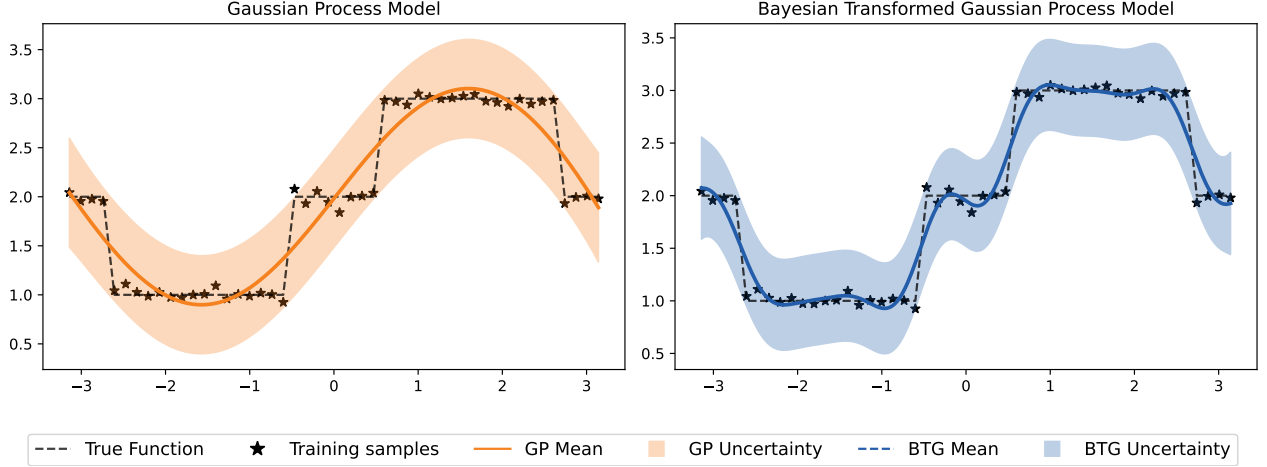 Gaussian Process Model
3.5
3.0
2.5
2.0
1.5
1.0
0.5
−3 −2 −1 0 1 2 3
Bayesian Transformed Gaussian Process Model
3.5
3.0
2.5
2.0
1.5
1.0
0.5
−3 −2 −1 0 1 2 3
True Function Training samples GP Mean GP Uncertainty BTG Mean BTG Uncertainty